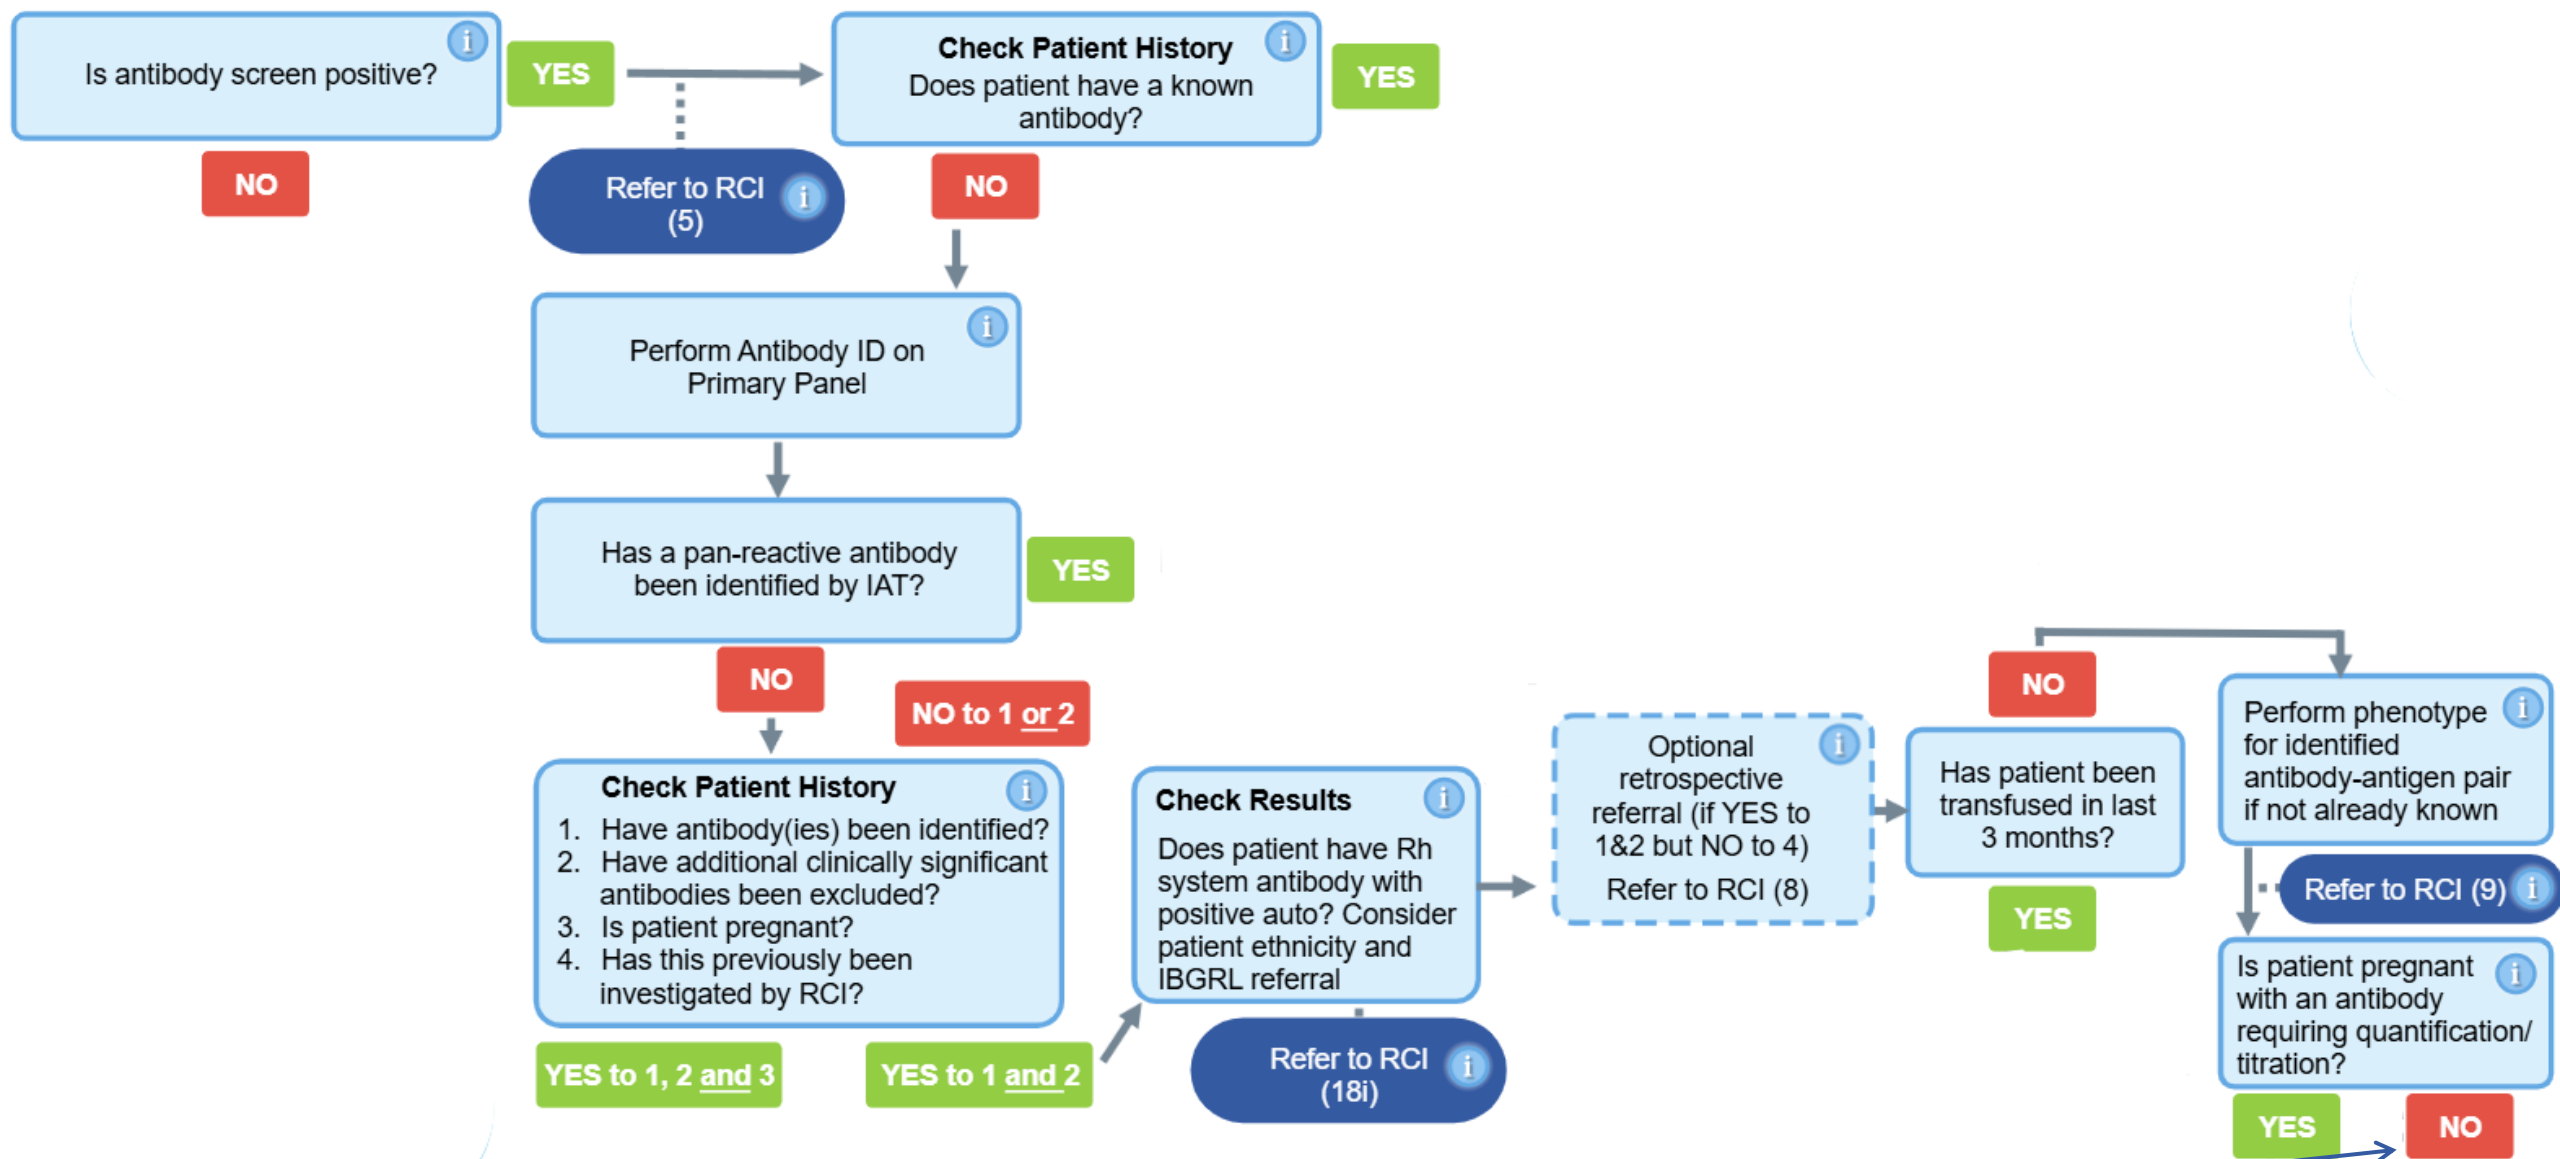 Is antibody screen positive?
YES
NO
Refer to RCI
(5)
Check Patient History
Does patient have a known
antibody?
YES
NO
Perform Antibody ID on
Primary Panel
Has a pan-reactive antibody
been identified by IAT?
YES
NO
NO to 1 or 2
Check Patient History
1. Have antibody(ies) been identified?
2. Have additional clinically significant
antibodies been excluded?
3. Is patient pregnant?
4. Has this previously been
investigated by RCI?
YES to 1, 2 and 3
YES to 1 and 2
Check Results
Does patient have Rh
system antibody with
positive auto? Consider
patient ethnicity and
IBGRL referral
Refer to RCI
(18i)
Optional
retrospective
referral (if YES to
1&2 but NO to 4)
Refer to RCI (8)
NO
Has patient been
transfused in last
3 months?
YES
Perform phenotype
for identified
antibody-antigen pair
if not already known
Refer to RCI (9)
Is patient pregnant
with an antibody
requiring quantification/
titration?
YES
NO